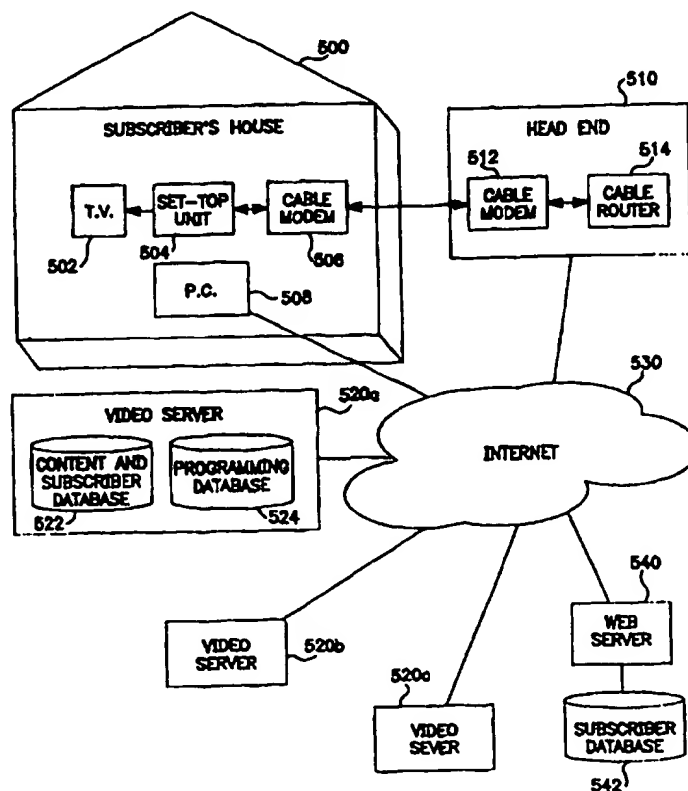 500
510
SUBSCRIBER'S HOUSE
HEAD END
512
514
T.V.
SET-TOP
UNIT
CABLE
MODEM
CABLE
MODEM
CABLE
ROUTER
502
504
506
P.C.
508
520a
530
VIDEO SERVER
CONTENT AND
SUBSCRIBER
DATABASE
PROGRAMMING
DATABASE
522
524
INTERNET
540
WEB
SERVER
VIDEO
SERVER
520b
520c
VIDEO
SEVER
SUBSCRIBER
DATABASE
542